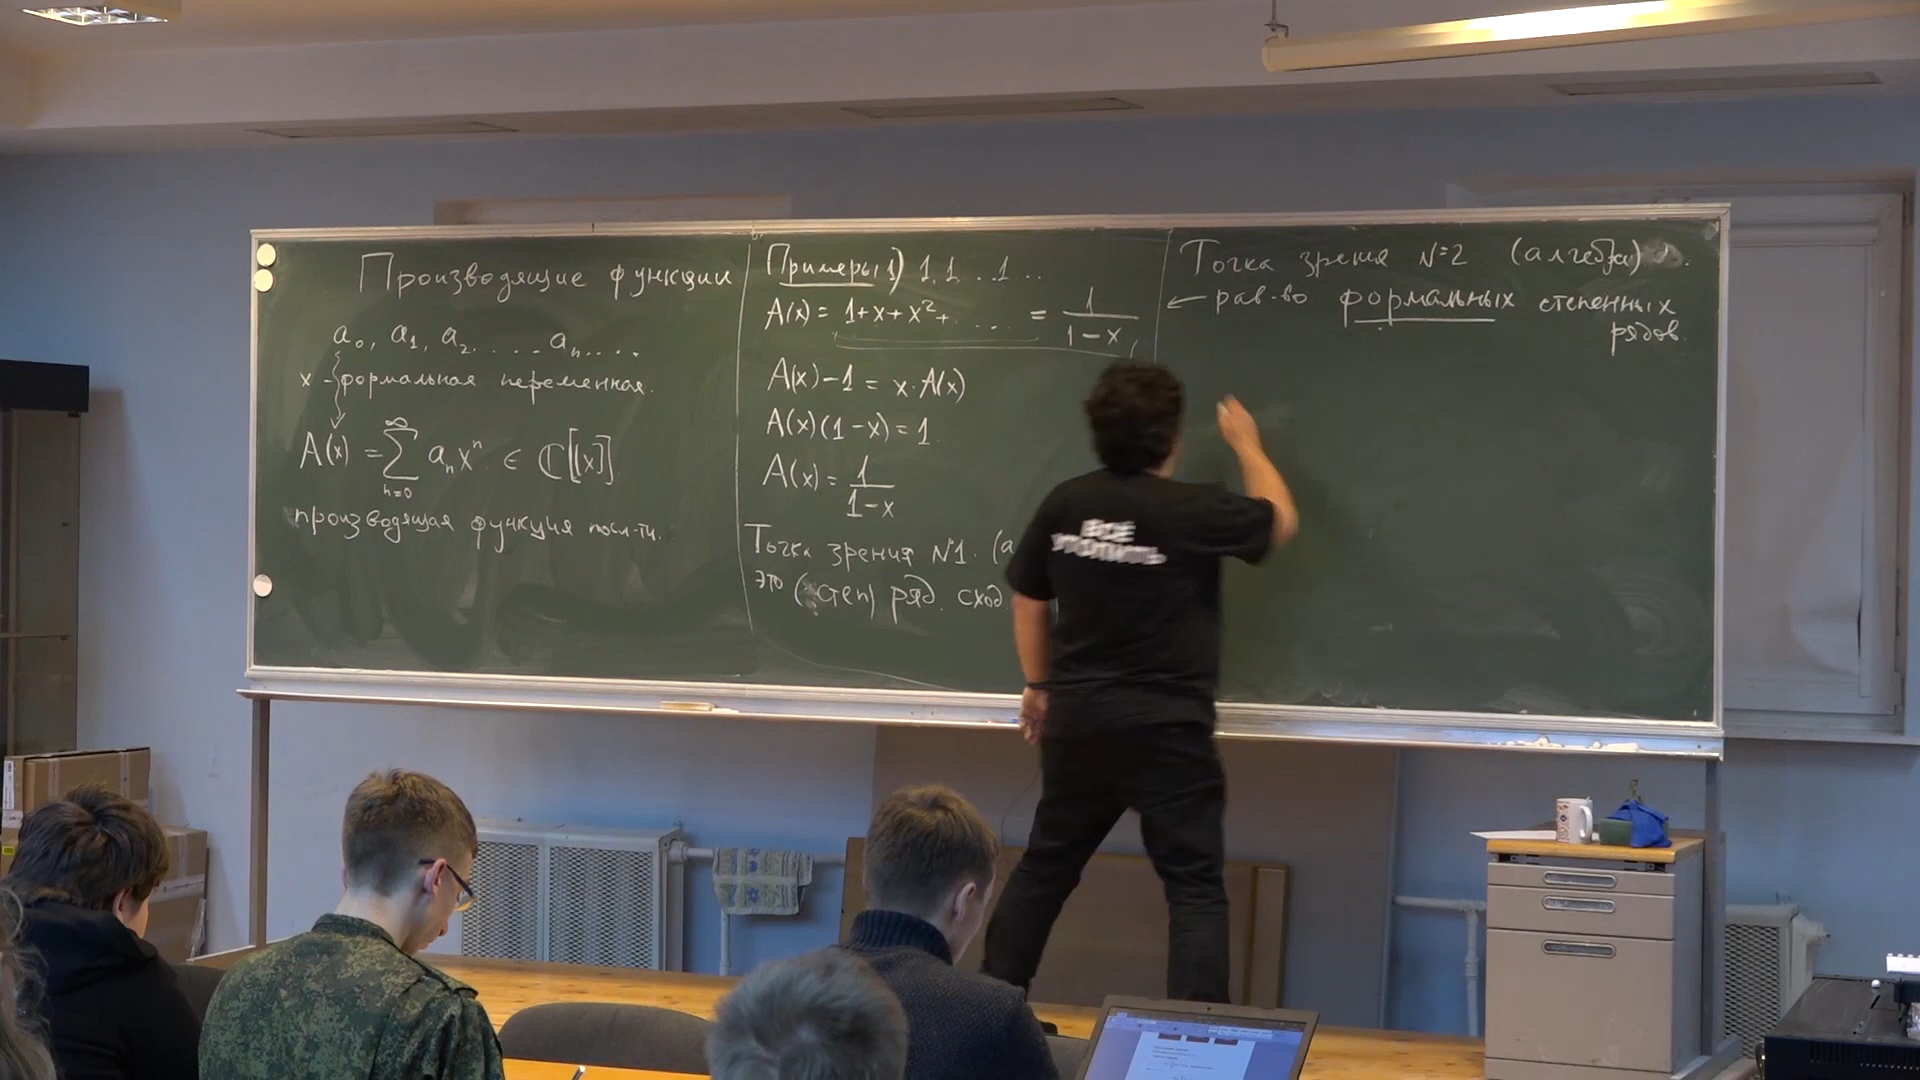 Производящие функции
a₀, a₁, a₂ . . . . aₙ . . . .
x - формальная переменная.
A(x) = ∑_{n=0}^{∞} aₙxⁿ ∈ ℂ[[x]].
производящая функция посл-ти.
Примеры 1) 1, 1 . . 1 . . .
A(x) = 1+x+x²+ . . . . = 1/(1-x)
A(x)-1 = x·A(x)
A(x)(1-x) = 1.
A(x) = 1/(1-x)
Точка зрения №1. (а
это (степ) ряд. сход.
Точка зрения №2 (алгебра)
← рав-во формальных степенных
рядов.
ВСЕ